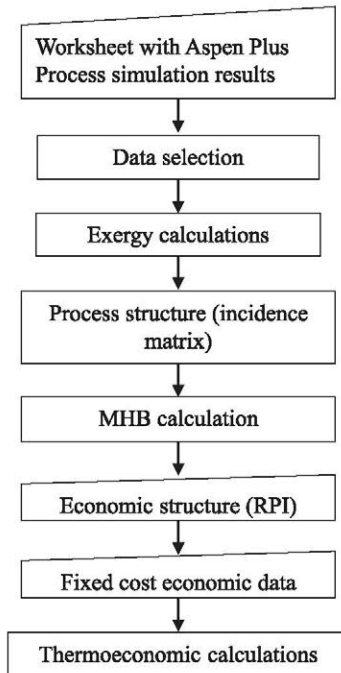 Worksheet with Aspen Plus
Process simulation results
Data selection
Exergy calculations
Process structure (incidence
matrix)
MHB calculation
Economic structure (RPI)
Fixed cost economic data
Thermoeconomic calculations